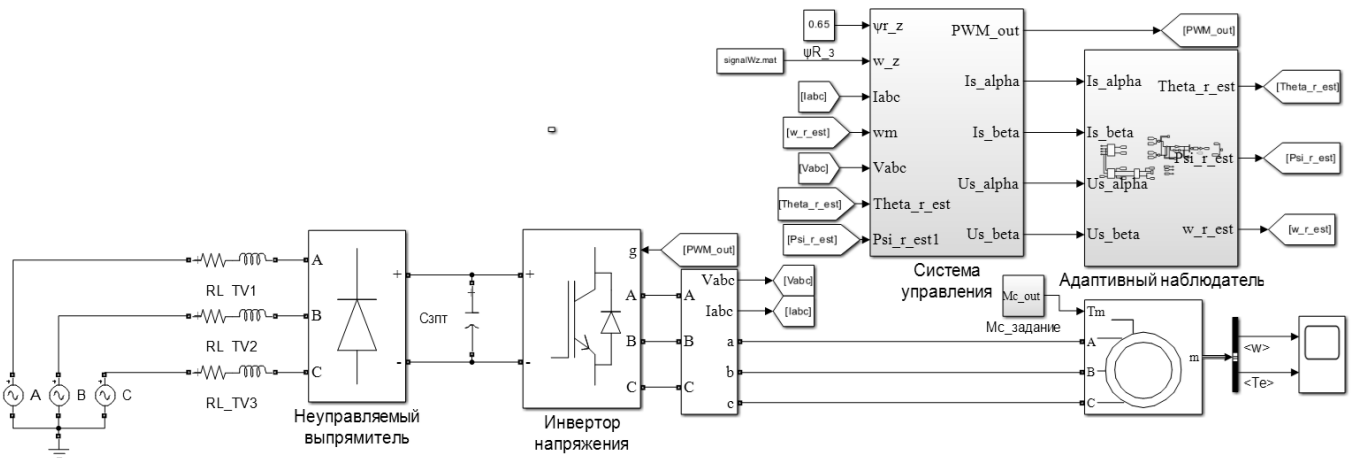 0.65
ψR_з
signalWz.mat
[Iabc]
[w_r_est]
[Vabc]
[Theta_r_est]
[Psi_r_est]
ψr_z
w_z
Iabc
wm
Vabc
Theta_r_est
Psi_r_est1
PWM_out
Is_alpha
Is_beta
Us_alpha
Us_beta
Система
управления
[PWM_out]
Is_alpha
Is_beta
Us_alpha
Us_beta
Theta_r_est
Psi_r_est
w_r_est
Адаптивный наблюдатель
[Theta_r_est]
[Psi_r_est]
[w_r_est]
A
B
C
RL_TV1
RL_TV2
RL_TV3
A
B
C
+
-
Неуправляемый
выпрямитель
+
Cзпт
+
-
g
A
B
C
Инвертор
напряжения
[PWM_out]
A
B
C
Vabc
Iabc
a
b
c
[Vabc]
[Iabc]
Mc_out
Mc_задание
Tm
A
B
C
m
<w>
<Te>